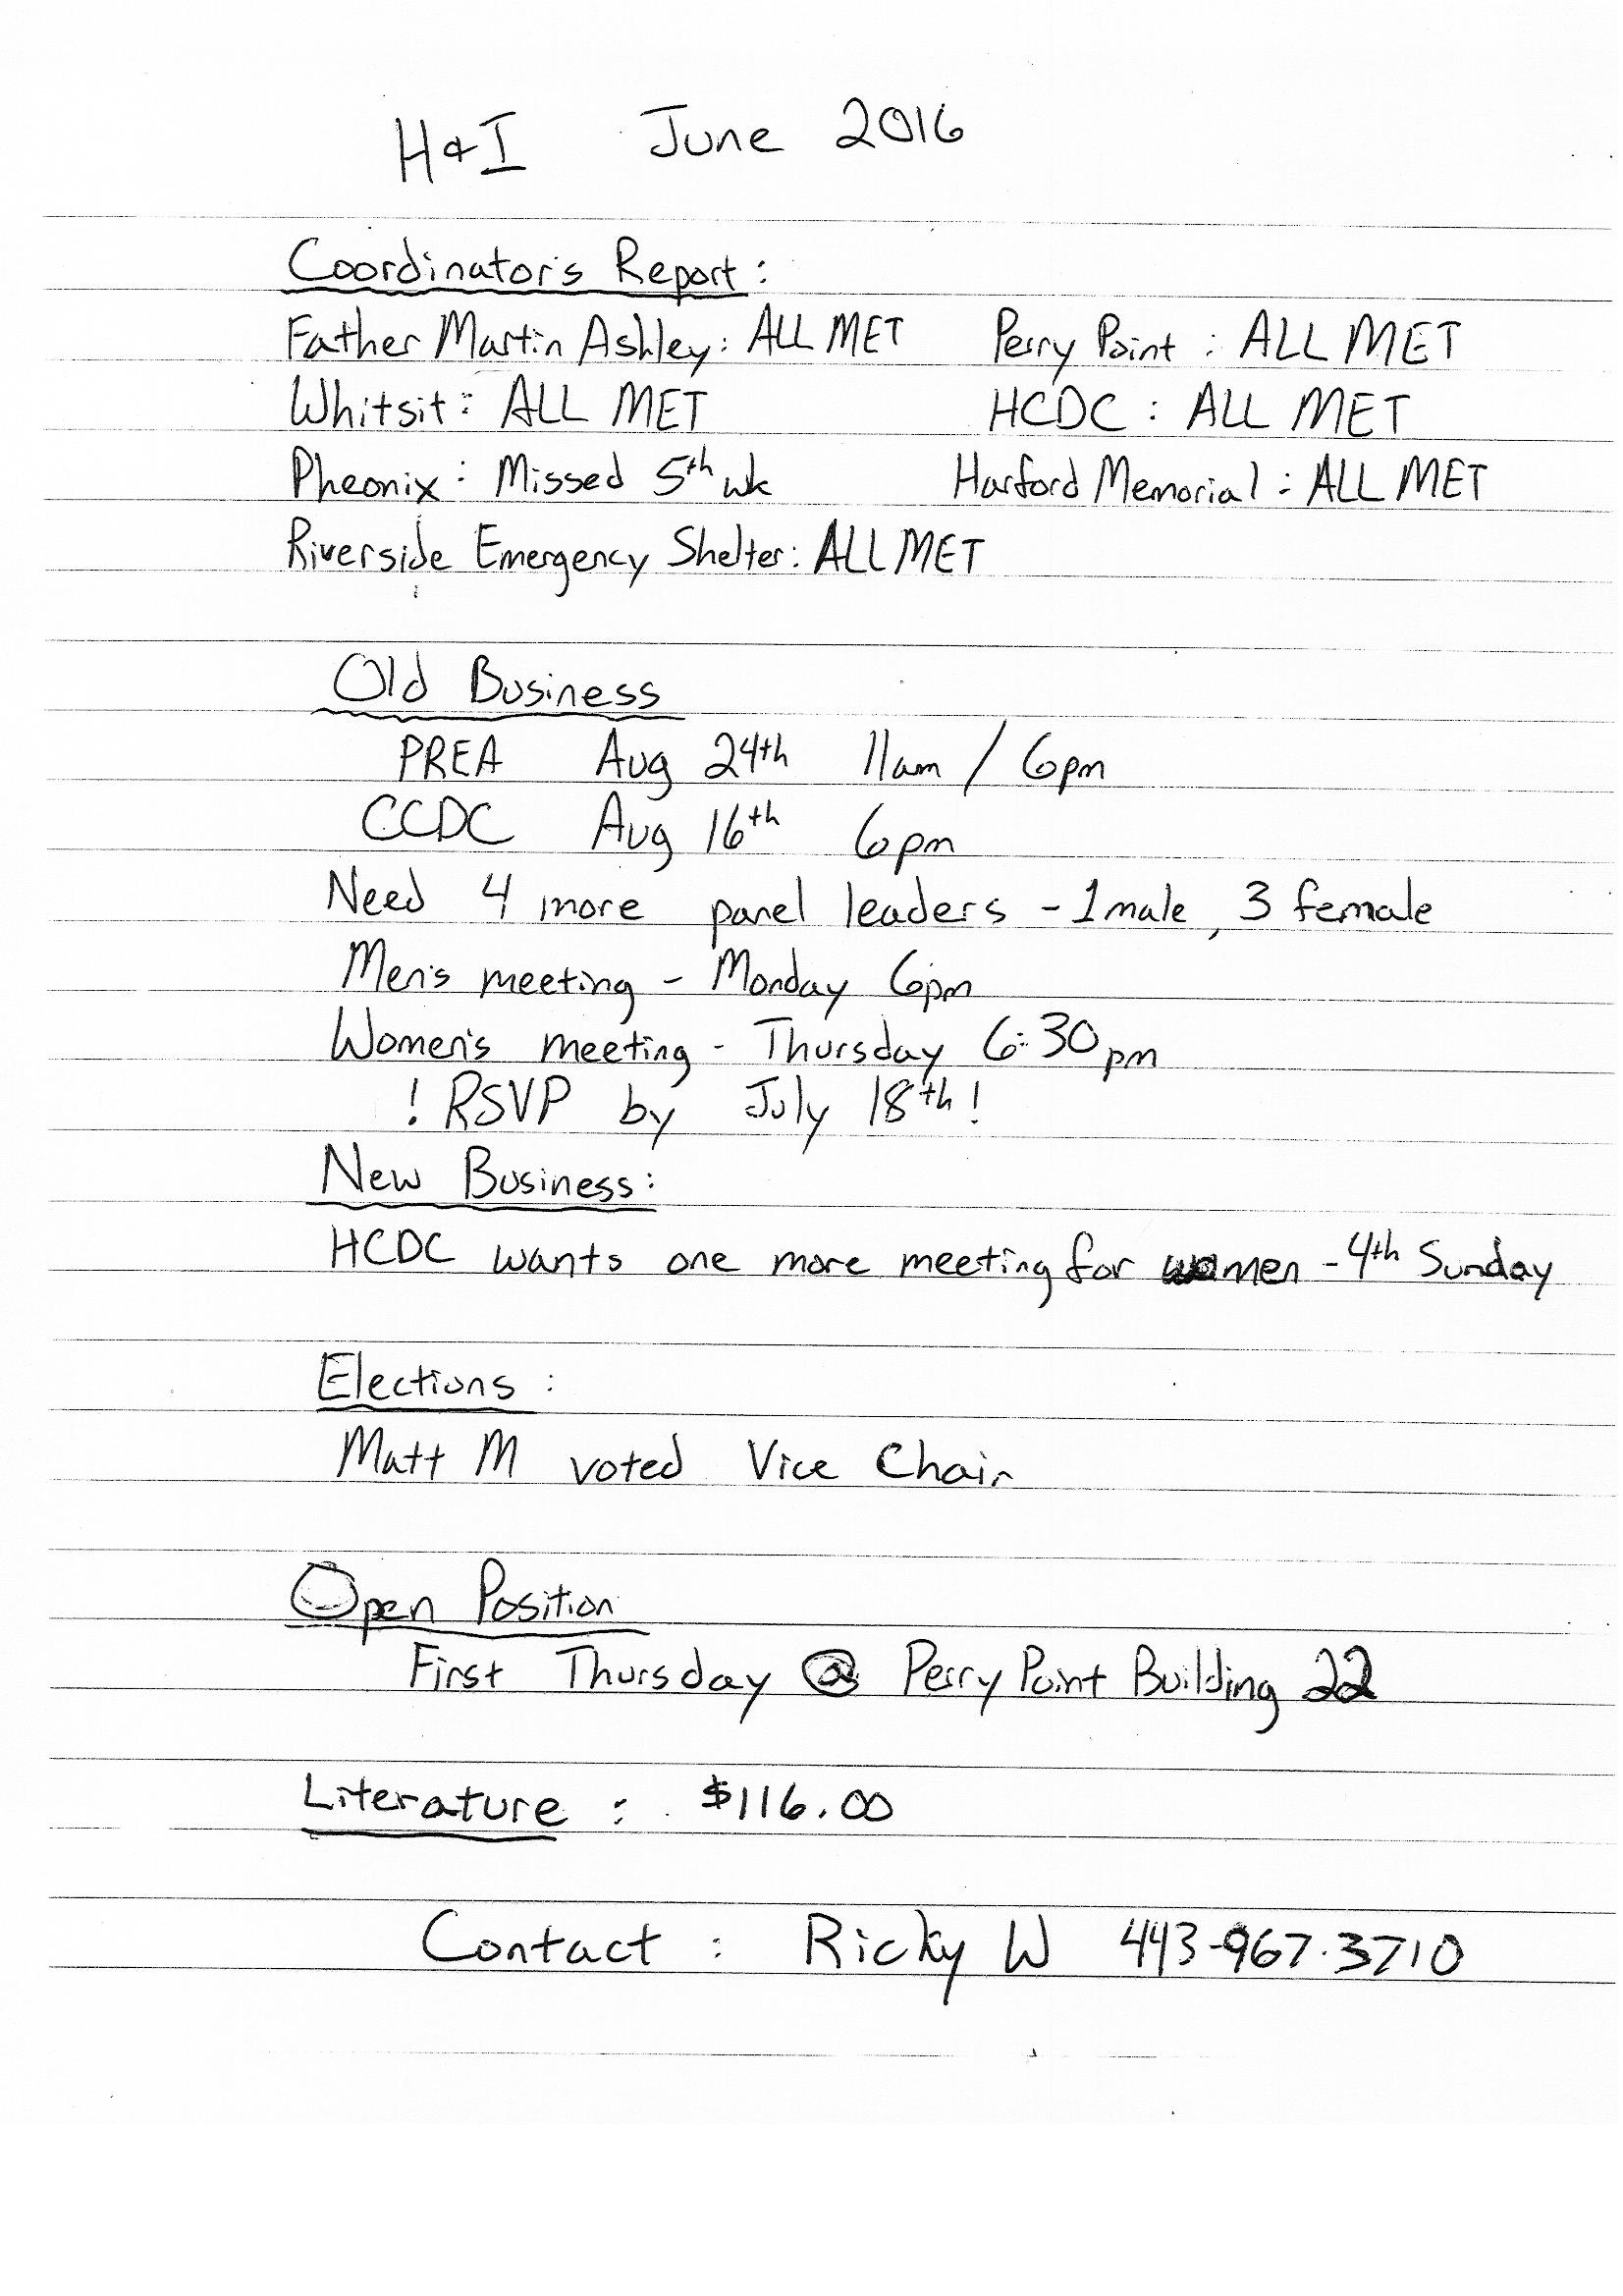 H & I June 2016
Coordinator's Report:
Father Martin Ashley: ALL MET Perry Point: ALL MET
Whitsit: ALL MET HCDC: ALL MET
Pheonix: Missed 5th wk Harford Memorial: ALL MET
Riverside Emergency Shelter: ALL MET
Old Business
PREA Aug 24th 11am / 6pm
CCDC Aug 16th 6pm
Need 4 more panel leaders - 1 male, 3 female
Men's meeting - Monday 6pm
Women's meeting - Thursday 6:30pm
! RSVP by July 18th!
New Business:
HCDC wants one more meeting for women - 4th Sunday
Elections:
Matt M voted Vice Chair
Open Position
First Thursday @ Perry Point Building 22
Literature: $116.00
Contact: Ricky W 443-967-3710